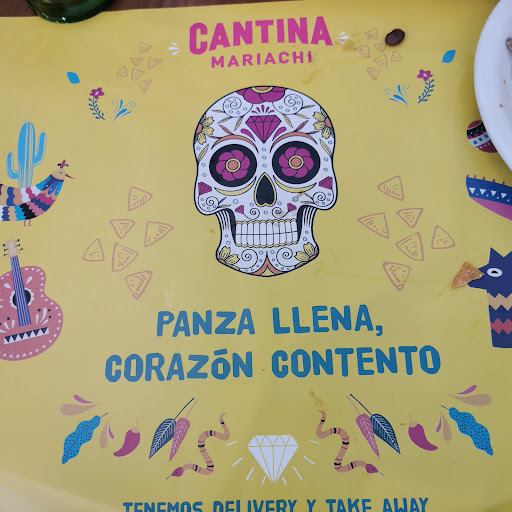 CANTINA
MARIACHI
PANZA LLENA,
CORAZÓN CONTENTO
TENEMOS DELIVERY Y TAKE AWAY